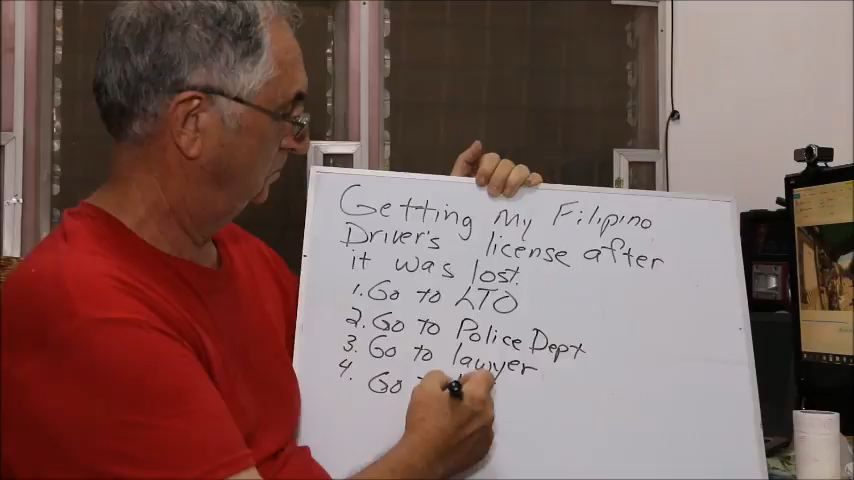 Getting My Filipino
Driver's license after
it was lost.
1. Go to LTO
2. Go to Police Dept
3. Go to lawyer
4. Go